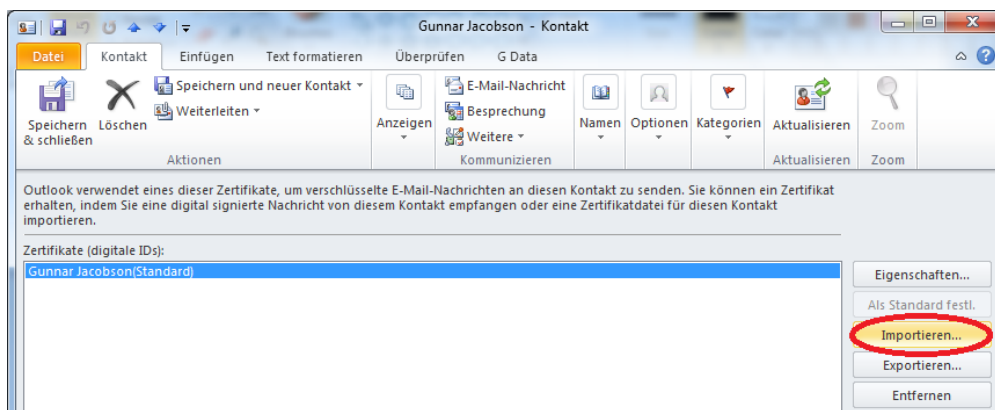 Gunnar Jacobson - Kontakt
Datei Kontakt Einfügen Text formatieren Überprüfen G Data
Speichern & schließen
Löschen
Speichern und neuer Kontakt
Weiterleiten
Aktionen
Anzeigen
E-Mail-Nachricht
Besprechung
Weitere
Kommunizieren
Namen
Optionen
Kategorien
Aktualisieren
Aktualisieren
Zoom
Zoom
Outlook verwendet eines dieser Zertifikate, um verschlüsselte E-Mail-Nachrichten an diesen Kontakt zu senden. Sie können ein Zertifikat
erhalten, indem Sie eine digital signierte Nachricht von diesem Kontakt empfangen oder eine Zertifikatdatei für diesen Kontakt
importieren.
Zertifikate (digitale IDs):
Gunnar Jacobson(Standard)
Eigenschaften...
Als Standard festl.
Importieren...
Exportieren...
Entfernen